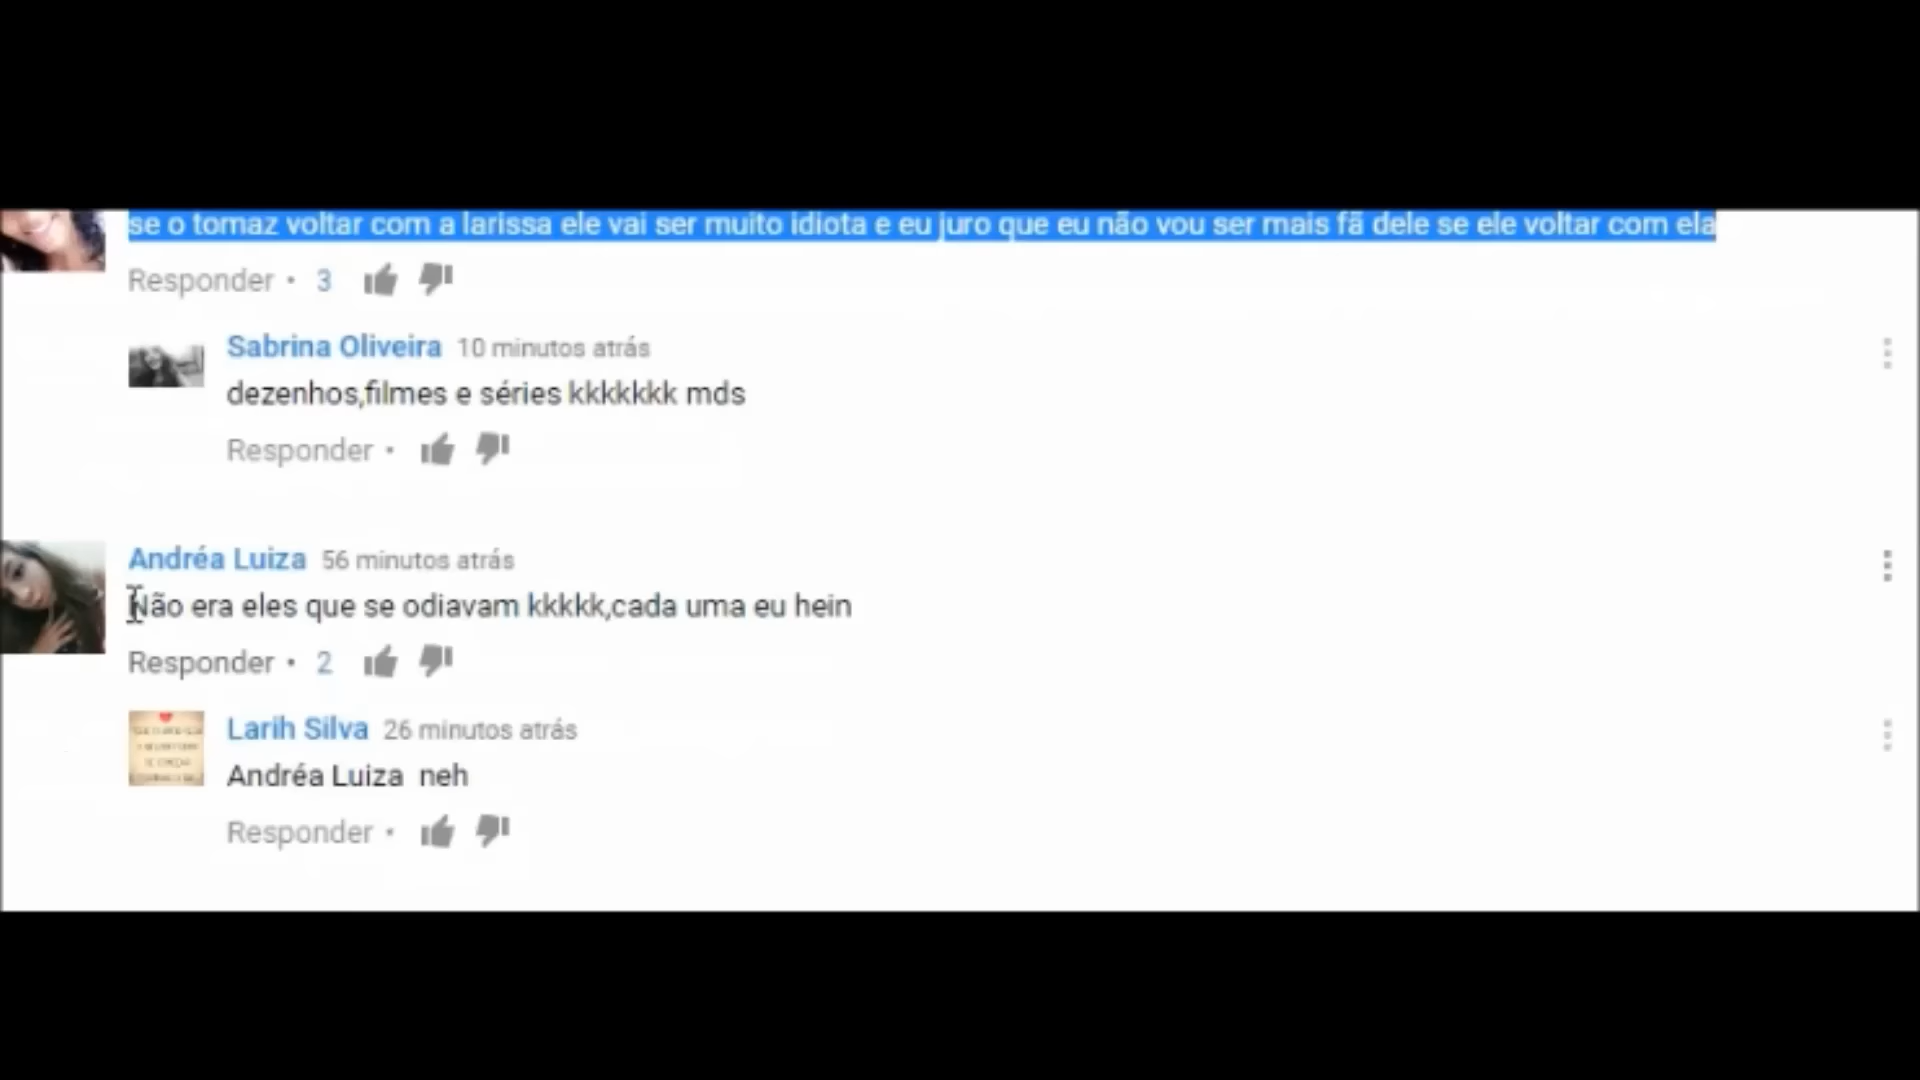 se o tomaz voltar com a larissa ele vai ser muito idiota e eu juro que eu não vou ser mais fã dele se ele voltar com ela
Responder • 3
Sabrina Oliveira 10 minutos atrás
dezenhos,filmes e séries kkkkkkk mds
Responder •
Andréa Luiza 56 minutos atrás
Não era eles que se odiavam kkkkk,cada uma eu hein
Responder • 2
Larih Silva 26 minutos atrás
Andréa Luiza neh
Responder •